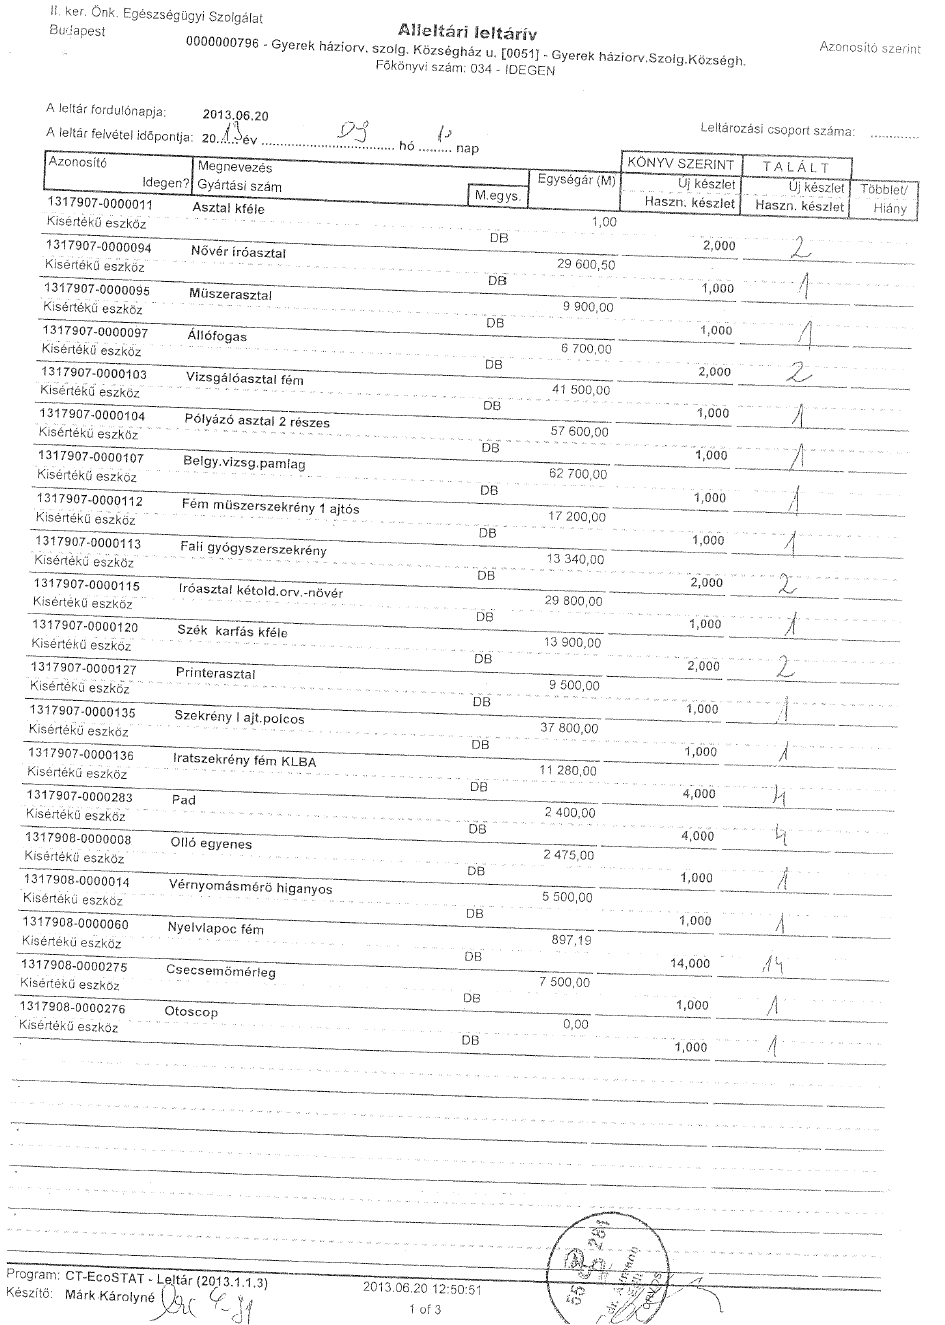 II. ker. Önk. Egészségügyi Szolgálat
Budapest
Alleltári leltárív
0000000796 - Gyerek háziorv. szolg. Községház u. [0051] - Gyerek háziorv.Szolg.Községh.
Azonosító szerint
Főkönyvi szám: 034 - IDEGEN
A leltár fordulónapja: 2013.06.20
A leltár felvétel időpontja: 20.13.év 09 hó ......... nap
Leltározási csoport száma: ............
Azonosító Megnevezés Egységár (M) KÖNYV SZERINT TALÁLT
Idegen? Gyártási szám M.egys. Új készlet Új készlet Többlet/
Haszn. készlet Haszn. készlet Hiány
1317907-0000011 Asztal kféle 1,00
Kisértékű eszköz DB 2,000 2
1317907-0000094 Nővér íróasztal 29 600,50
Kisértékű eszköz DB 1,000 1
1317907-0000095 Müszerasztal 9 900,00
Kisértékű eszköz DB 1,000 1
1317907-0000097 Állófogas 6 700,00
Kisértékű eszköz DB 2,000 2
1317907-0000103 Vizsgálóasztal fém 41 500,00
Kisértékű eszköz DB 1,000 1
1317907-0000104 Pólyázó asztal 2 részes 57 600,00
Kisértékű eszköz DB 1,000 1
1317907-0000107 Belgy.vizsg.pamlag 62 700,00
Kisértékű eszköz DB 1,000 1
1317907-0000112 Fém müszerszekrény 1 ajtós 17 200,00
Kisértékű eszköz DB 1,000 1
1317907-0000113 Fali gyógyszerszekrény 13 340,00
Kisértékű eszköz DB 2,000 2
1317907-0000115 Iróasztal kétold.orv.-növér 29 800,00
Kisértékű eszköz DB 1,000 1
1317907-0000120 Szék karfás kféle 13 900,00
Kisértékű eszköz DB 2,000 2
1317907-0000127 Printerasztal 9 500,00
Kisértékű eszköz DB 1,000 1
1317907-0000135 Szekrény I ajt.polcos 37 800,00
Kisértékű eszköz DB 1,000 1
1317907-0000136 Iratszekrény fém KLBA 11 280,00
Kisértékű eszköz DB 4,000 4
1317907-0000283 Pad 2 400,00
Kisértékű eszköz DB 4,000 4
1317908-0000008 Olló egyenes 2 475,00
Kisértékű eszköz DB 1,000 1
1317908-0000014 Vérnyomásmérö higanyos 5 500,00
Kisértékű eszköz DB 1,000 1
1317908-0000060 Nyelvlapoc fém 897,19
Kisértékű eszköz DB 14,000 14
1317908-0000275 Csecsemömérleg 7 500,00
Kisértékű eszköz DB 1,000 1
1317908-0000276 Otoscop 0,00
Kisértékű eszköz DB 1,000 1
Program: CT-EcoSTAT - Leltár (2013.1.1.3) 2013.06.20 12:50:51
Készítő: Márk Károlyné 1 of 3